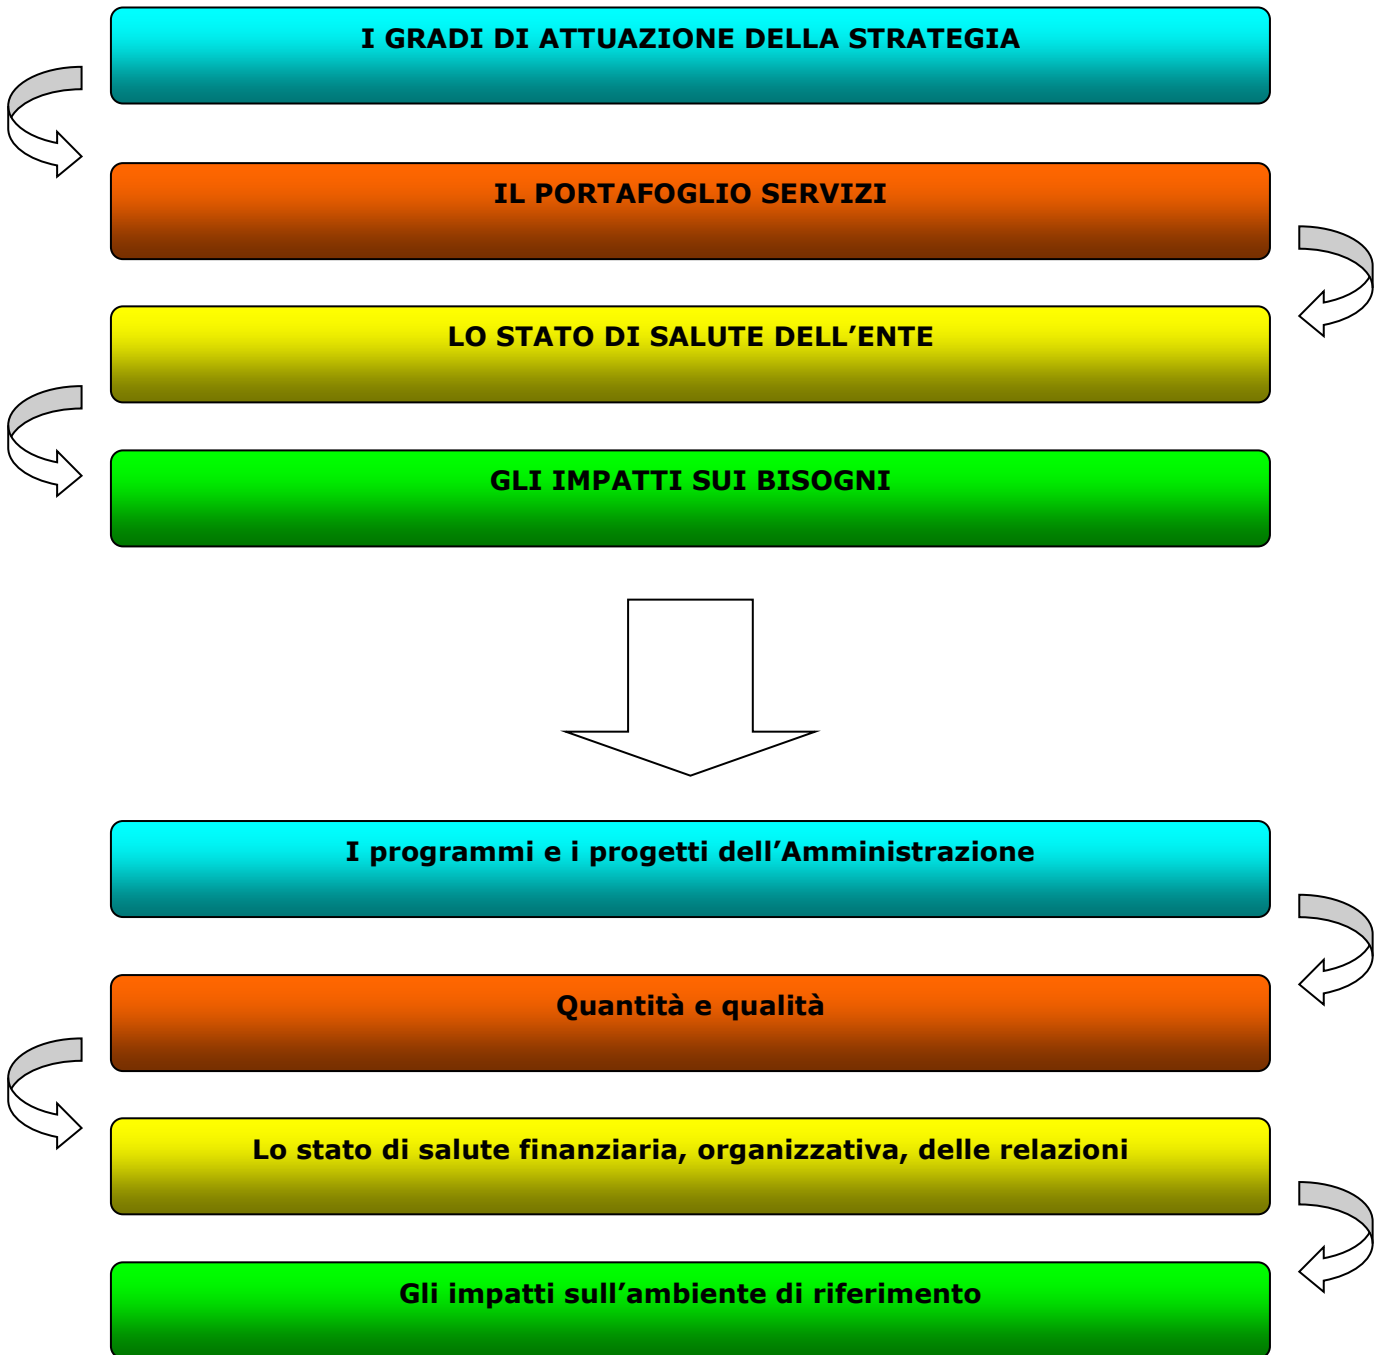 I GRADI DI ATTUAZIONE DELLA STRATEGIA
IL PORTAFOGLIO SERVIZI
LO STATO DI SALUTE DELL’ENTE
GLI IMPATTI SUI BISOGNI
I programmi e i progetti dell’Amministrazione
Quantità e qualità
Lo stato di salute finanziaria, organizzativa, delle relazioni
Gli impatti sull’ambiente di riferimento